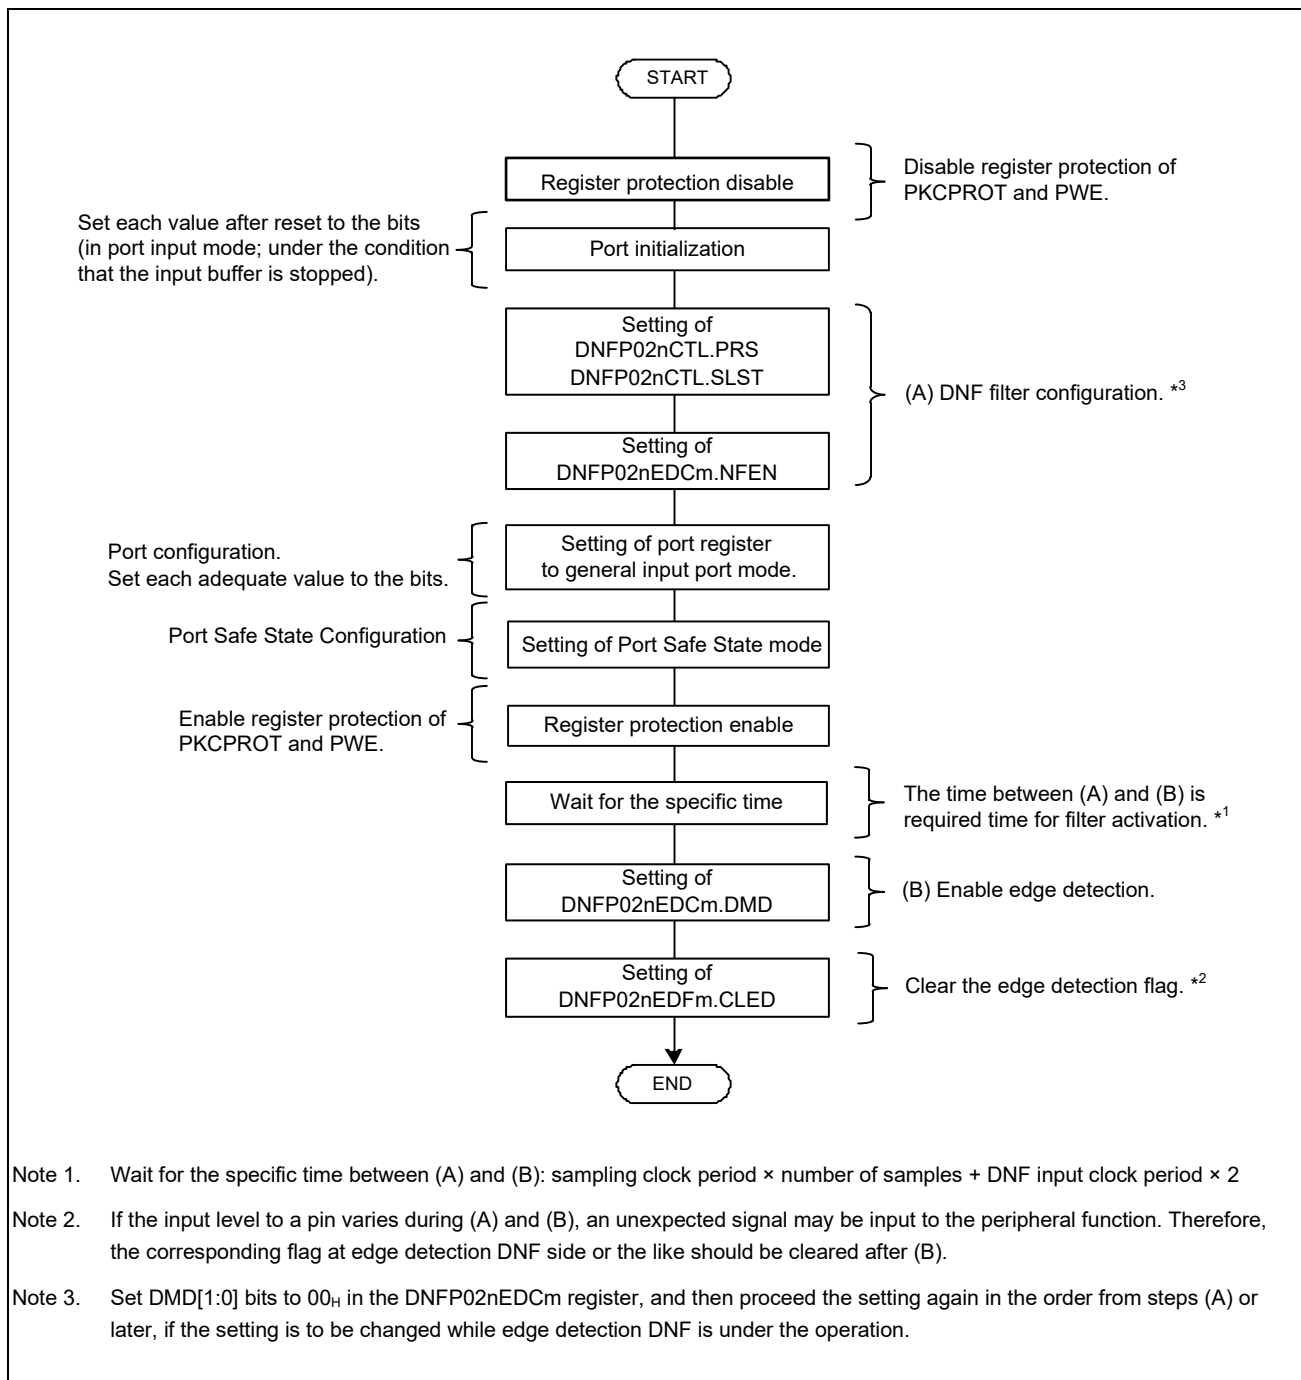 START
Register protection disable
Disable register protection of
PKCPROT and PWE.
Set each value after reset to the bits
(in port input mode; under the condition
that the input buffer is stopped).
Port initialization
Setting of
DNFP02nCTL.PRS
DNFP02nCTL.SLST
(A) DNF filter configuration. *3
Setting of
DNFP02nEDCm.NFEN
Port configuration.
Set each adequate value to the bits.
Setting of port register
to general input port mode.
Port Safe State Configuration
Setting of Port Safe State mode
Enable register protection of
PKCPROT and PWE.
Register protection enable
Wait for the specific time
The time between (A) and (B) is
required time for filter activation. *1
Setting of
DNFP02nEDCm.DMD
(B) Enable edge detection.
Setting of
DNFP02nEDFm.CLED
Clear the edge detection flag. *2
END
Note 1. Wait for the specific time between (A) and (B): sampling clock period × number of samples + DNF input clock period × 2
Note 2. If the input level to a pin varies during (A) and (B), an unexpected signal may be input to the peripheral function. Therefore,
the corresponding flag at edge detection DNF side or the like should be cleared after (B).
Note 3. Set DMD[1:0] bits to 00H in the DNFP02nEDCm register, and then proceed the setting again in the order from steps (A) or
later, if the setting is to be changed while edge detection DNF is under the operation.